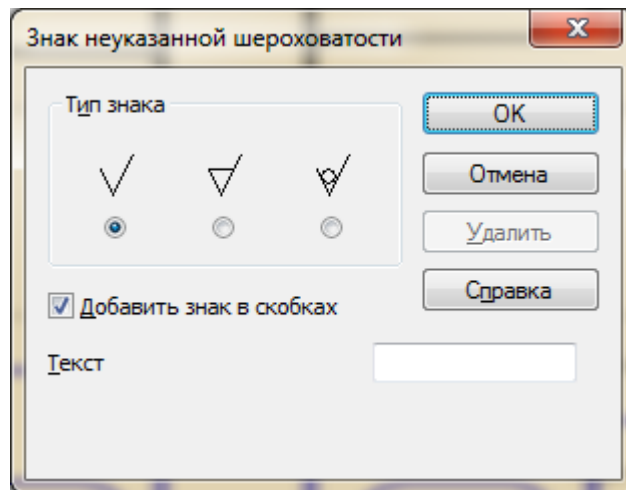 Знак неуказанной шероховатости
Тип знака
OK
Отмена
Удалить
Справка
Добавить знак в скобках
Текст